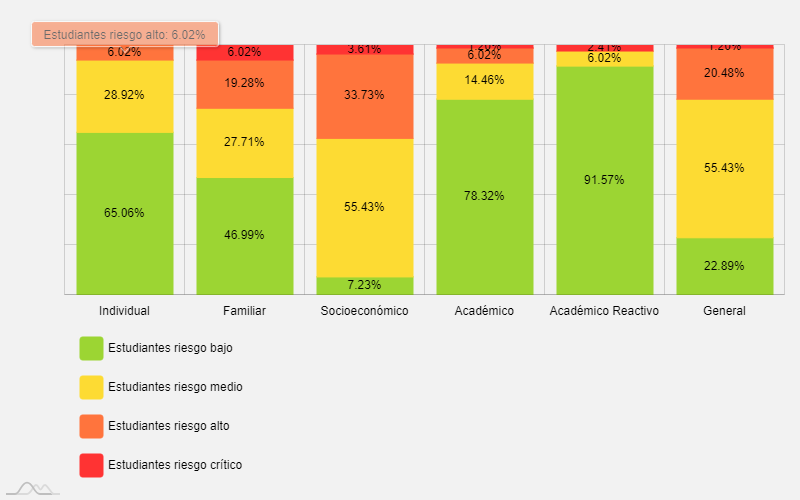 Estudiantes riesgo alto: 6.02%
6.02% 6.02% 3.61% 1.20% 2.41% 1.20%
28.92% 19.28% 33.73% 6.02% 6.02% 20.48%
65.06% 27.71% 55.43% 14.46% 91.57% 55.43%
46.99% 7.23% 78.32% 22.89%
Individual Familiar Socioeconómico Académico Académico Reactivo General
Estudiantes riesgo bajo
Estudiantes riesgo medio
Estudiantes riesgo alto
Estudiantes riesgo crítico